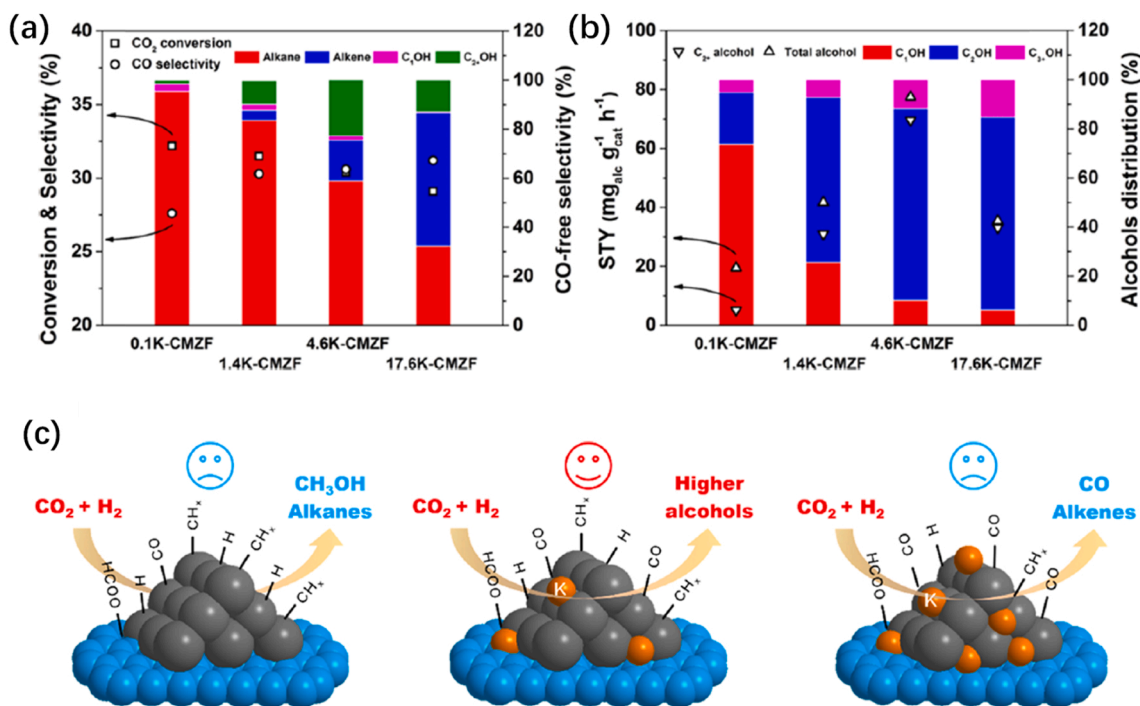 (a)
40
35
30
25
20
Conversion & Selectivity (%)
CO₂ conversion
CO selectivity
Alkane
Alkene
C₁OH
C₂₊OH
120
100
80
60
40
20
0
CO-free selectivity (%)
0.1K-CMZF
1.4K-CMZF
4.6K-CMZF
17.6K-CMZF
(b)
100
80
60
40
20
0
STY (mg_alc g⁻¹_cat h⁻¹)
C₂₊ alcohol
Total alcohol
C₁OH
C₂OH
C₃₊OH
120
100
80
60
40
20
0
Alcohols distribution (%)
0.1K-CMZF
1.4K-CMZF
4.6K-CMZF
17.6K-CMZF
(c)
CO₂ + H₂
HCOO
H
CO
CHₓ
H
CHₓ
H
CHₓ
CH₃OH
Alkanes
CO₂ + H₂
HCOO
CO
K
CHₓ
H
CO
CHₓ
Higher
alcohols
CO₂ + H₂
HCOO
CO
K
H
CO
CHₓ
CO
CO
Alkenes